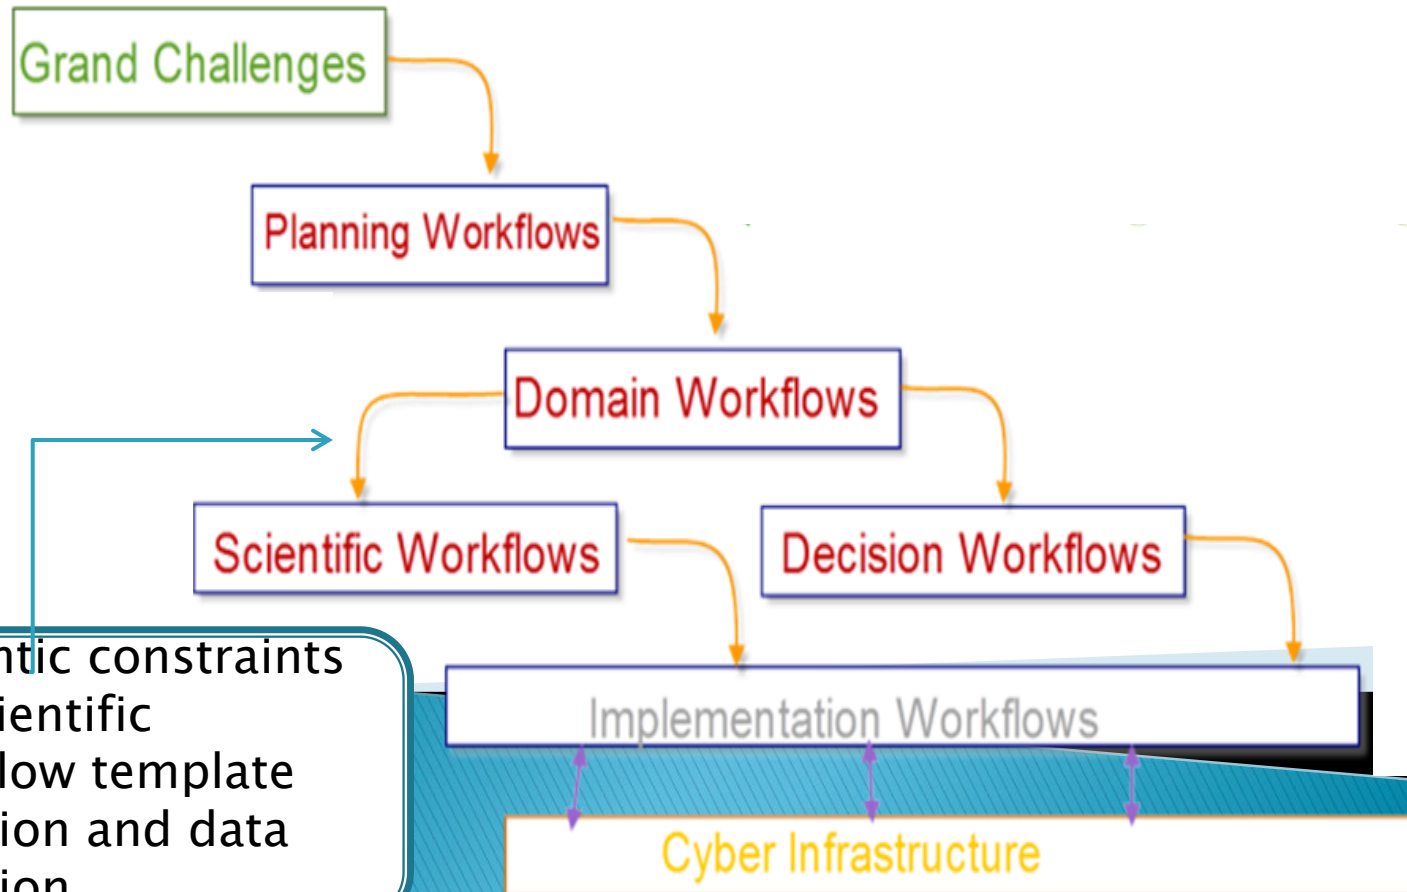 Grand Challenges
Planning Workflows
Domain Workflows
Scientific Workflows
Decision Workflows
ntic constraints
ientific
low template
ion and data
ion
Implementation Workflows
Cyber Infrastructure